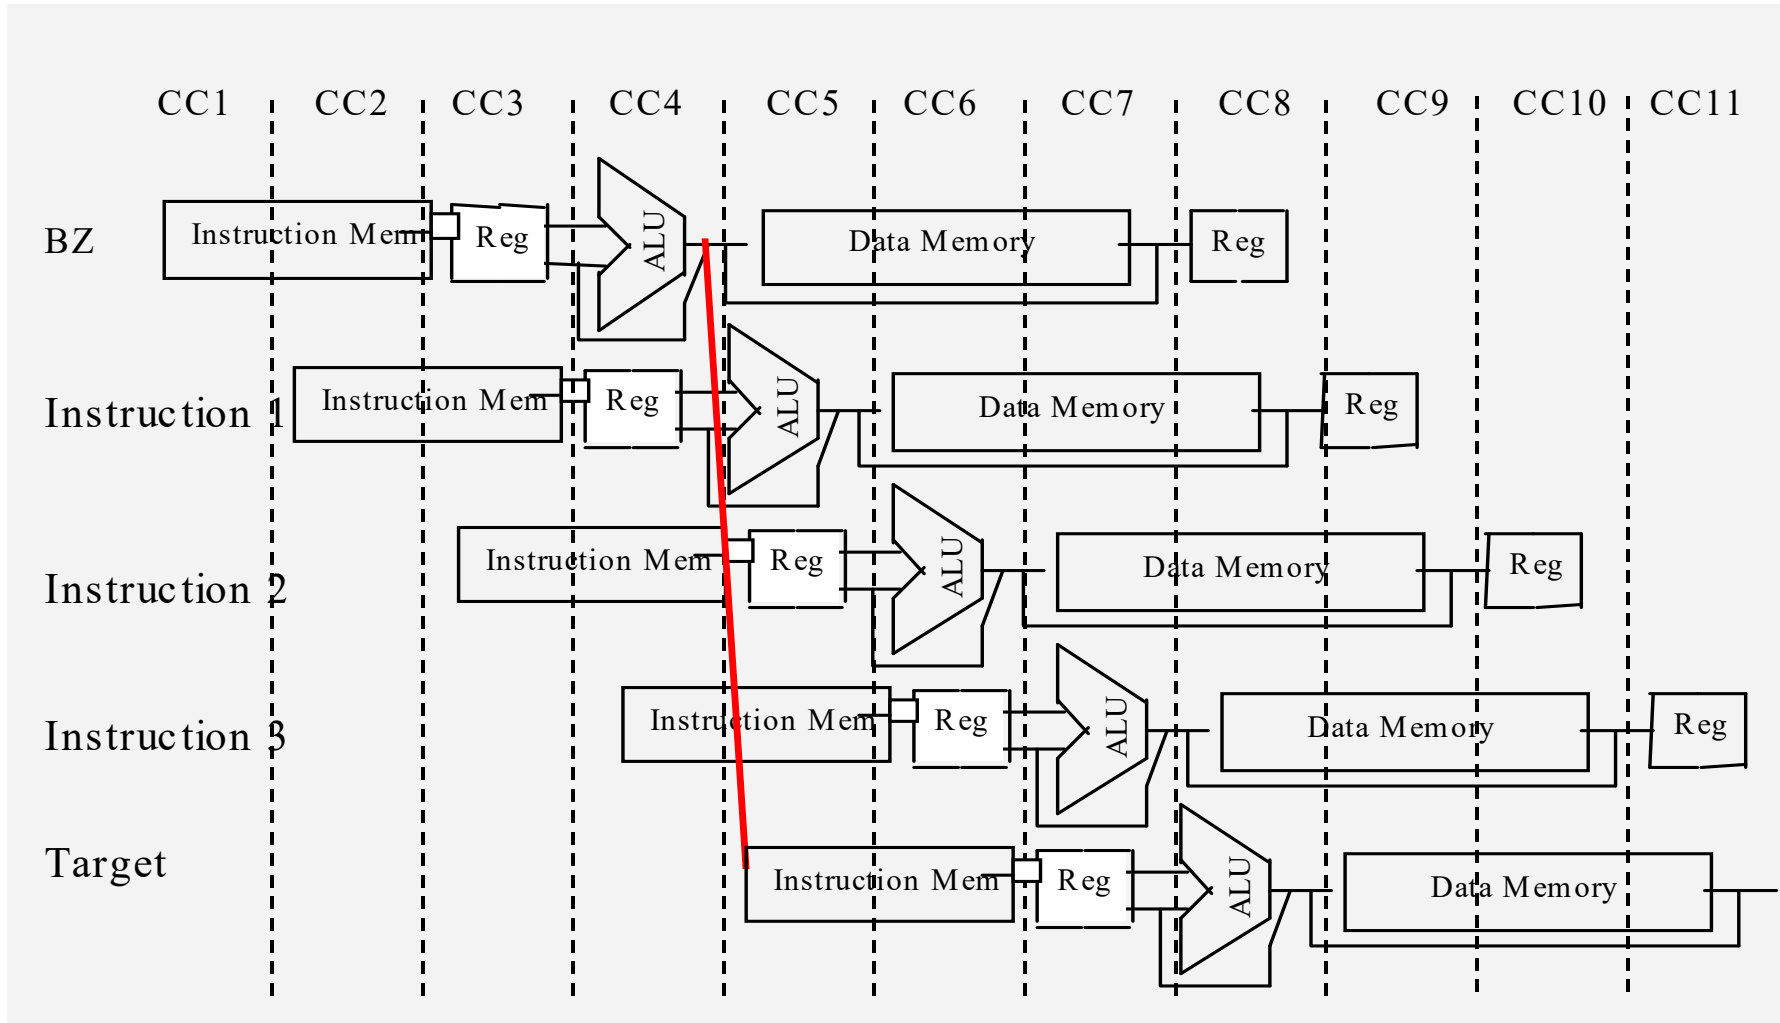 CC1 CC2 CC3 CC4 CC5 CC6 CC7 CC8 CC9 CC10 CC11
BZ Instruction Mem Reg ALU Data Memory Reg
Instruction 1 Instruction Mem Reg ALU Data Memory Reg
Instruction 2 Instruction Mem Reg ALU Data Memory Reg
Instruction 3 Instruction Mem Reg ALU Data Memory Reg
Target Instruction Mem Reg ALU Data Memory